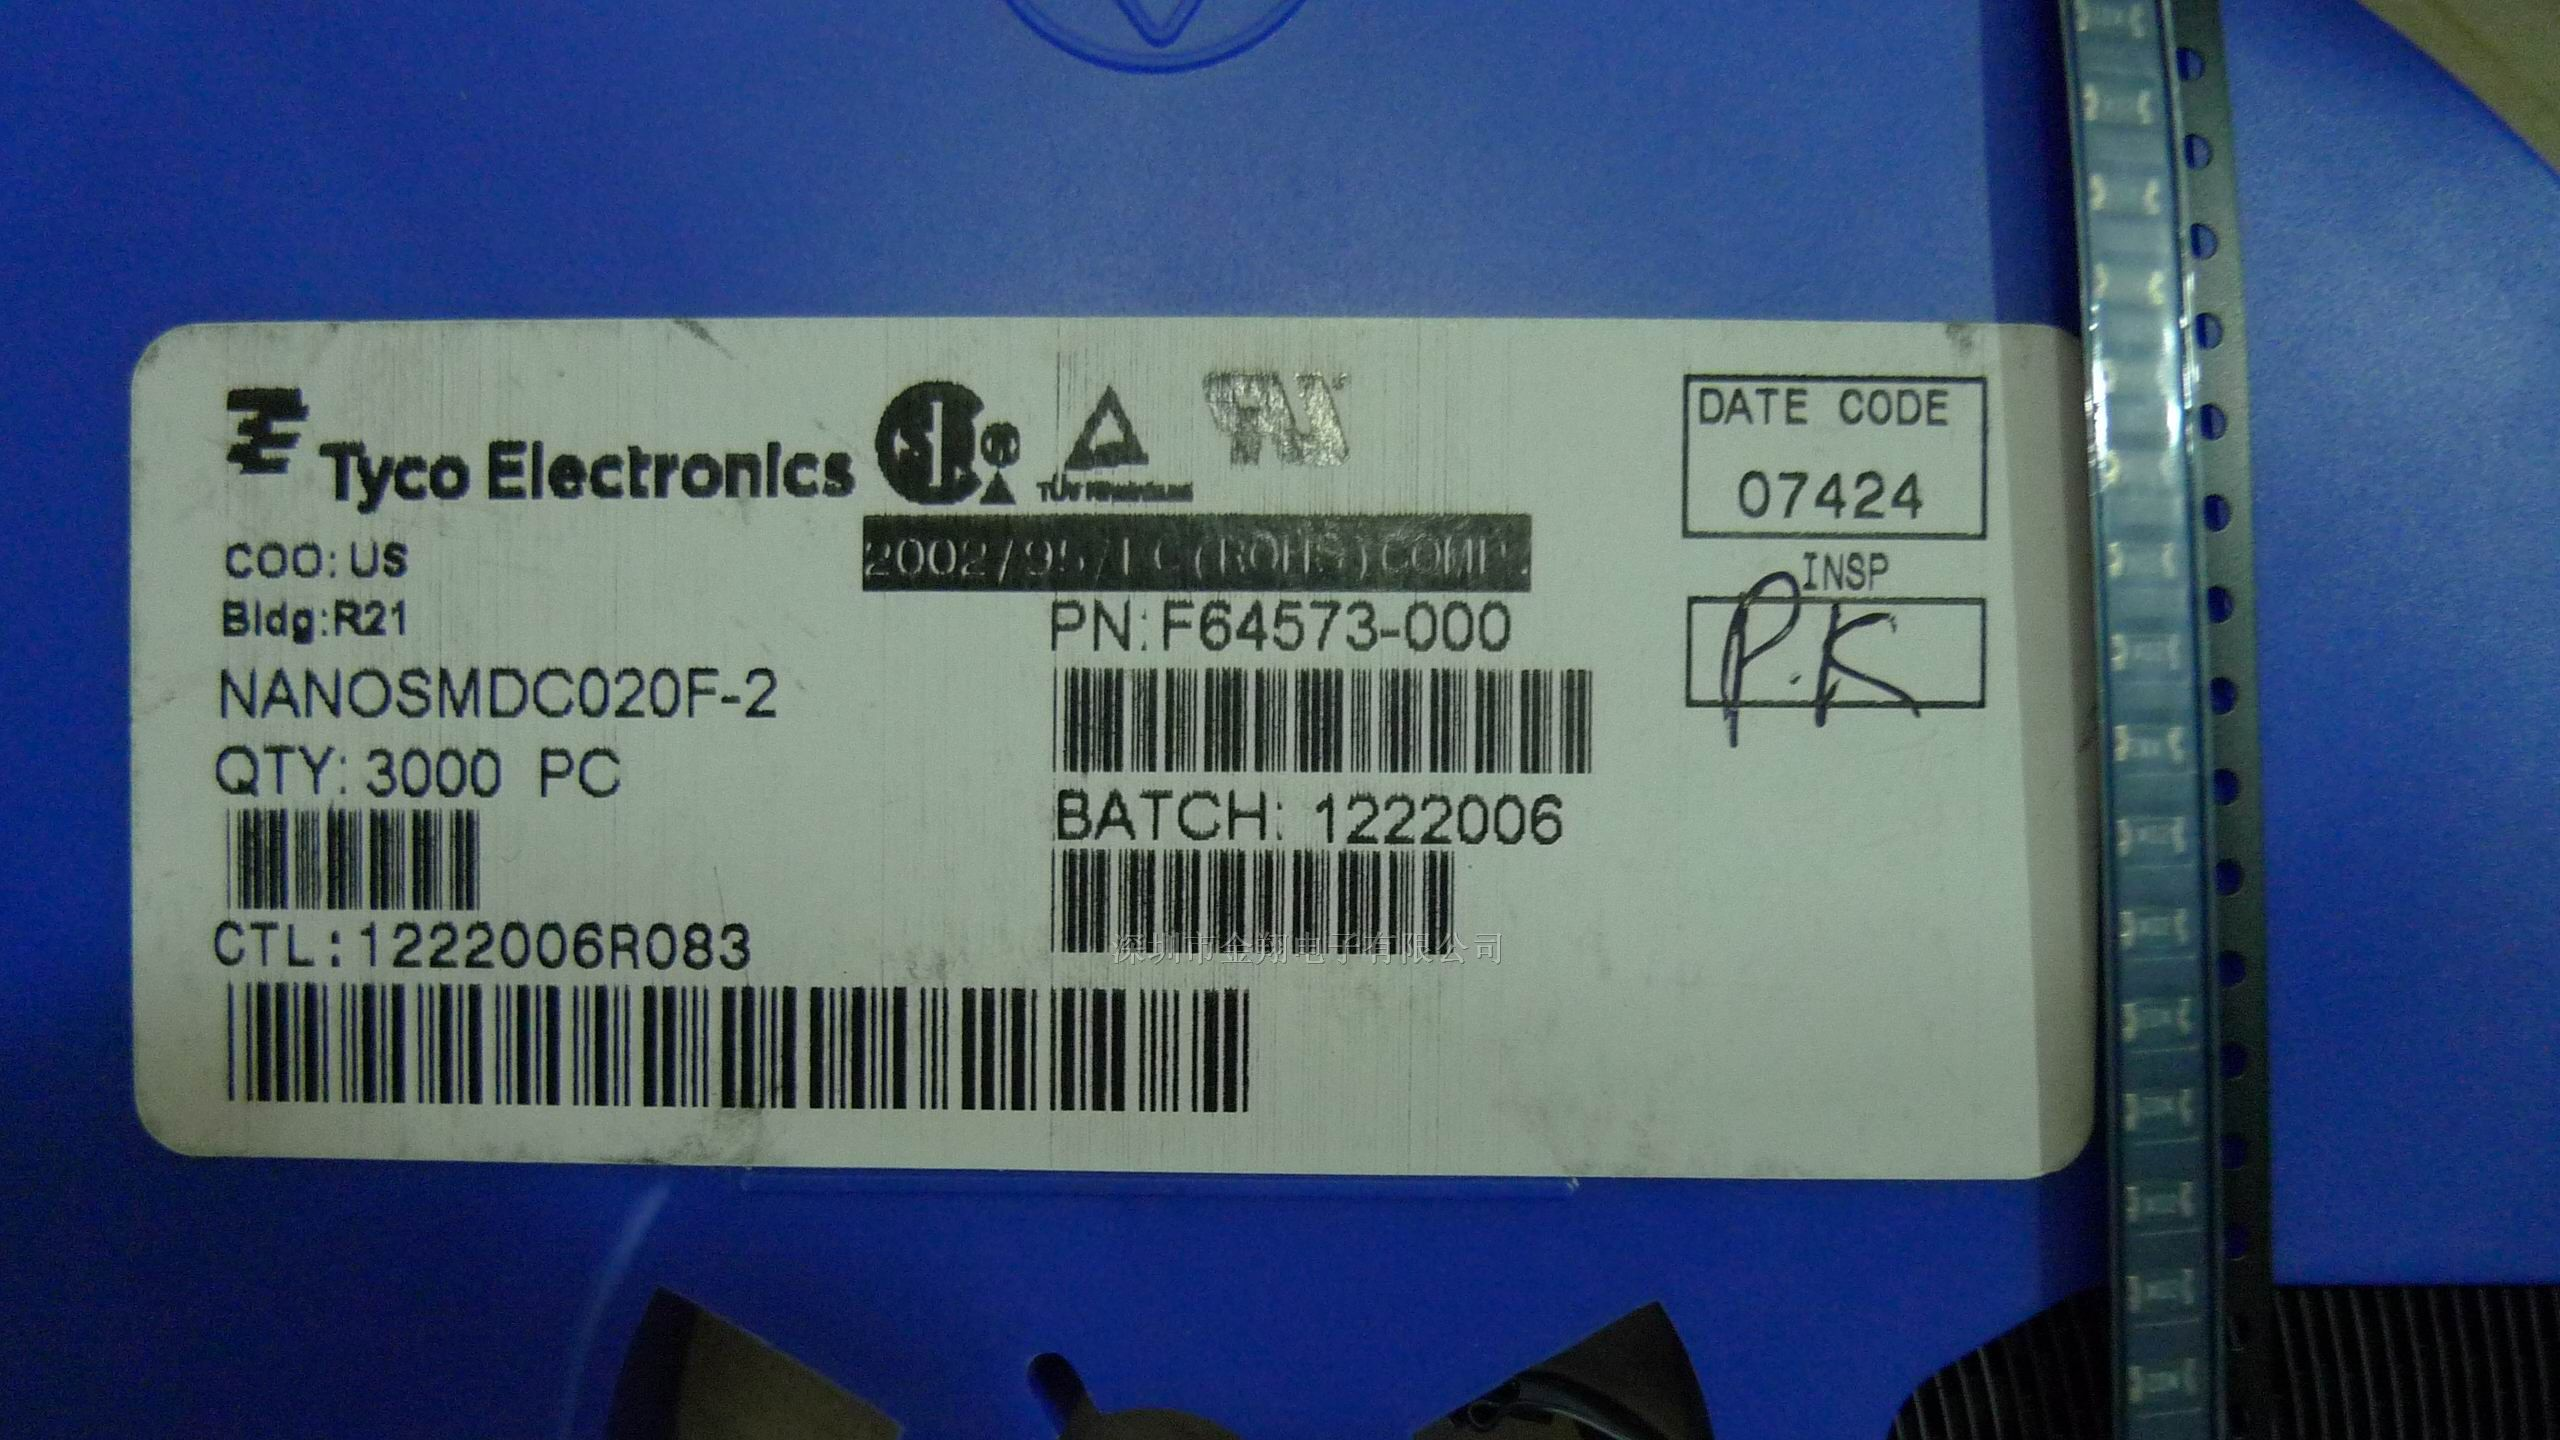 Tyco Electronics
COO: US
Bldg:R21
NANOSMDC020F-2
QTY: 3000 PC
CTL:1222006R083
2002/95/EC(ROHS)COMP.
PN:F64573-000
BATCH: 1222006
深圳市金翔电子有限公司
DATE CODE
07424
INSP
P.K